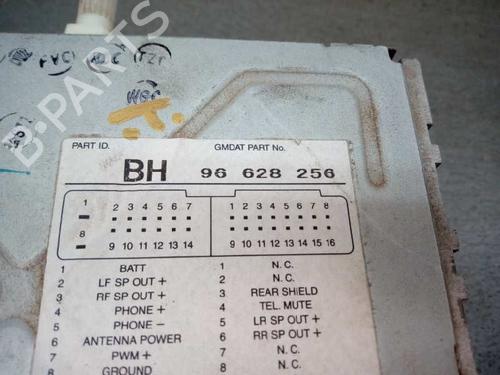 TZT
PART ID.
GMDAT PART No.
BH
96 628 256
1 2 3 4 5 6 7
1 2 3 4 5 6 7 8
8 9 10 11 12 13 14
9 10 11 12 13 14 15 16
1 BATT
2 LF SP OUT +
3 RF SP OUT +
4 PHONE +
5 PHONE −
6 ANTENNA POWER
7 PWM +
8 GROUND
1 N.C.
2 N.C.
3 REAR SHIELD
4 TEL. MUTE
5 LR SP OUT +
6 RR SP OUT +
7 N.C.
8 N.C.
B-PARTS